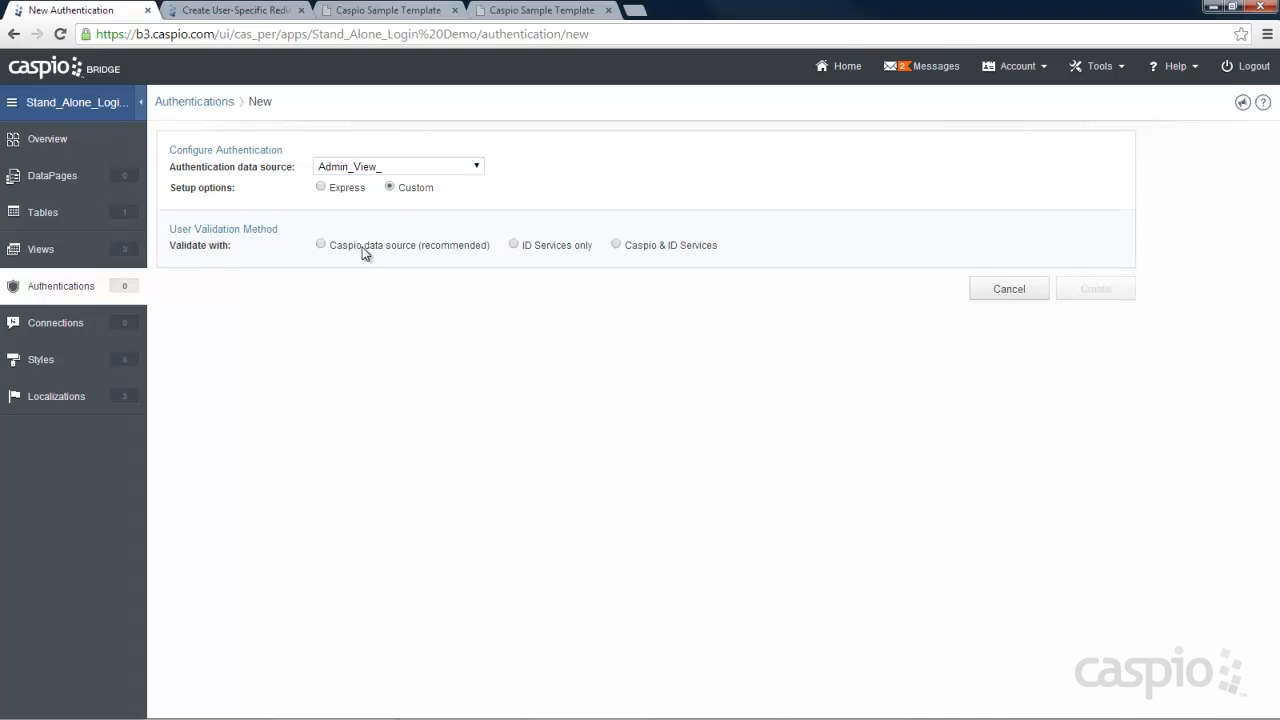 New Authentication
Create User-Specific Redi
Caspio Sample Template
Caspio Sample Template
https://b3.caspio.com/ui/cas_per/apps/Stand_Alone_Login%20Demo/authentication/new
caspio BRIDGE
Home
2 Messages
Account
Tools
? Help
Logout
Stand_Alone_Logi...
Authentications 〉 New
Overview
DataPages 0
Tables 1
Views 3
Authentications 0
Connections 0
Styles 4
Localizations 3
Configure Authentication
Authentication data source: Admin_View_
Setup options: Express Custom
User Validation Method
Validate with: Caspio data source (recommended) ID Services only Caspio & ID Services
Cancel Create
caspio